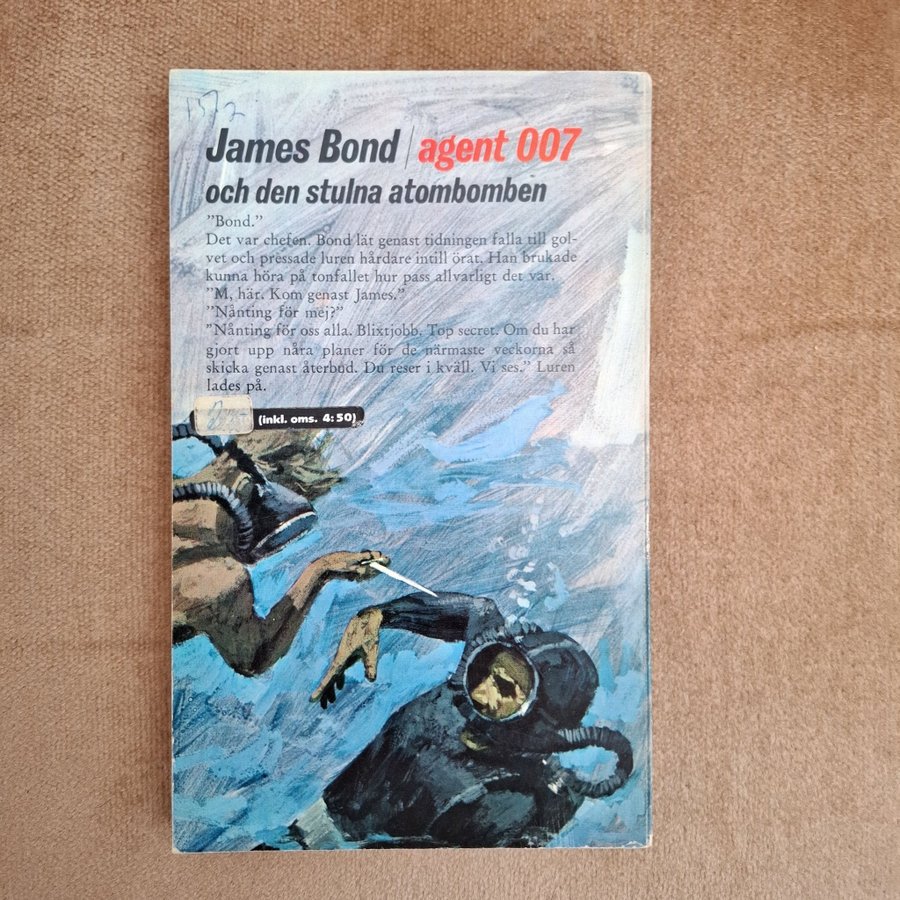 1572
James Bond | agent 007
och den stulna atombomben
”Bond.”
Det var chefen. Bond lät genast tidningen falla till gol-
vet och pressade luren hårdare intill örat. Han brukade
kunna höra på tonfallet hur pass allvarligt det var.
”M, här. Kom genast James.”
”Nånting för mej?”
”Nånting för oss alla. Blixtjobb. Top secret. Om du har
gjort upp nåra planer för de närmaste veckorna så
skicka genast återbud. Du reser i kväll. Vi ses.” Luren
lades på.
(inkl. oms. 4:50)